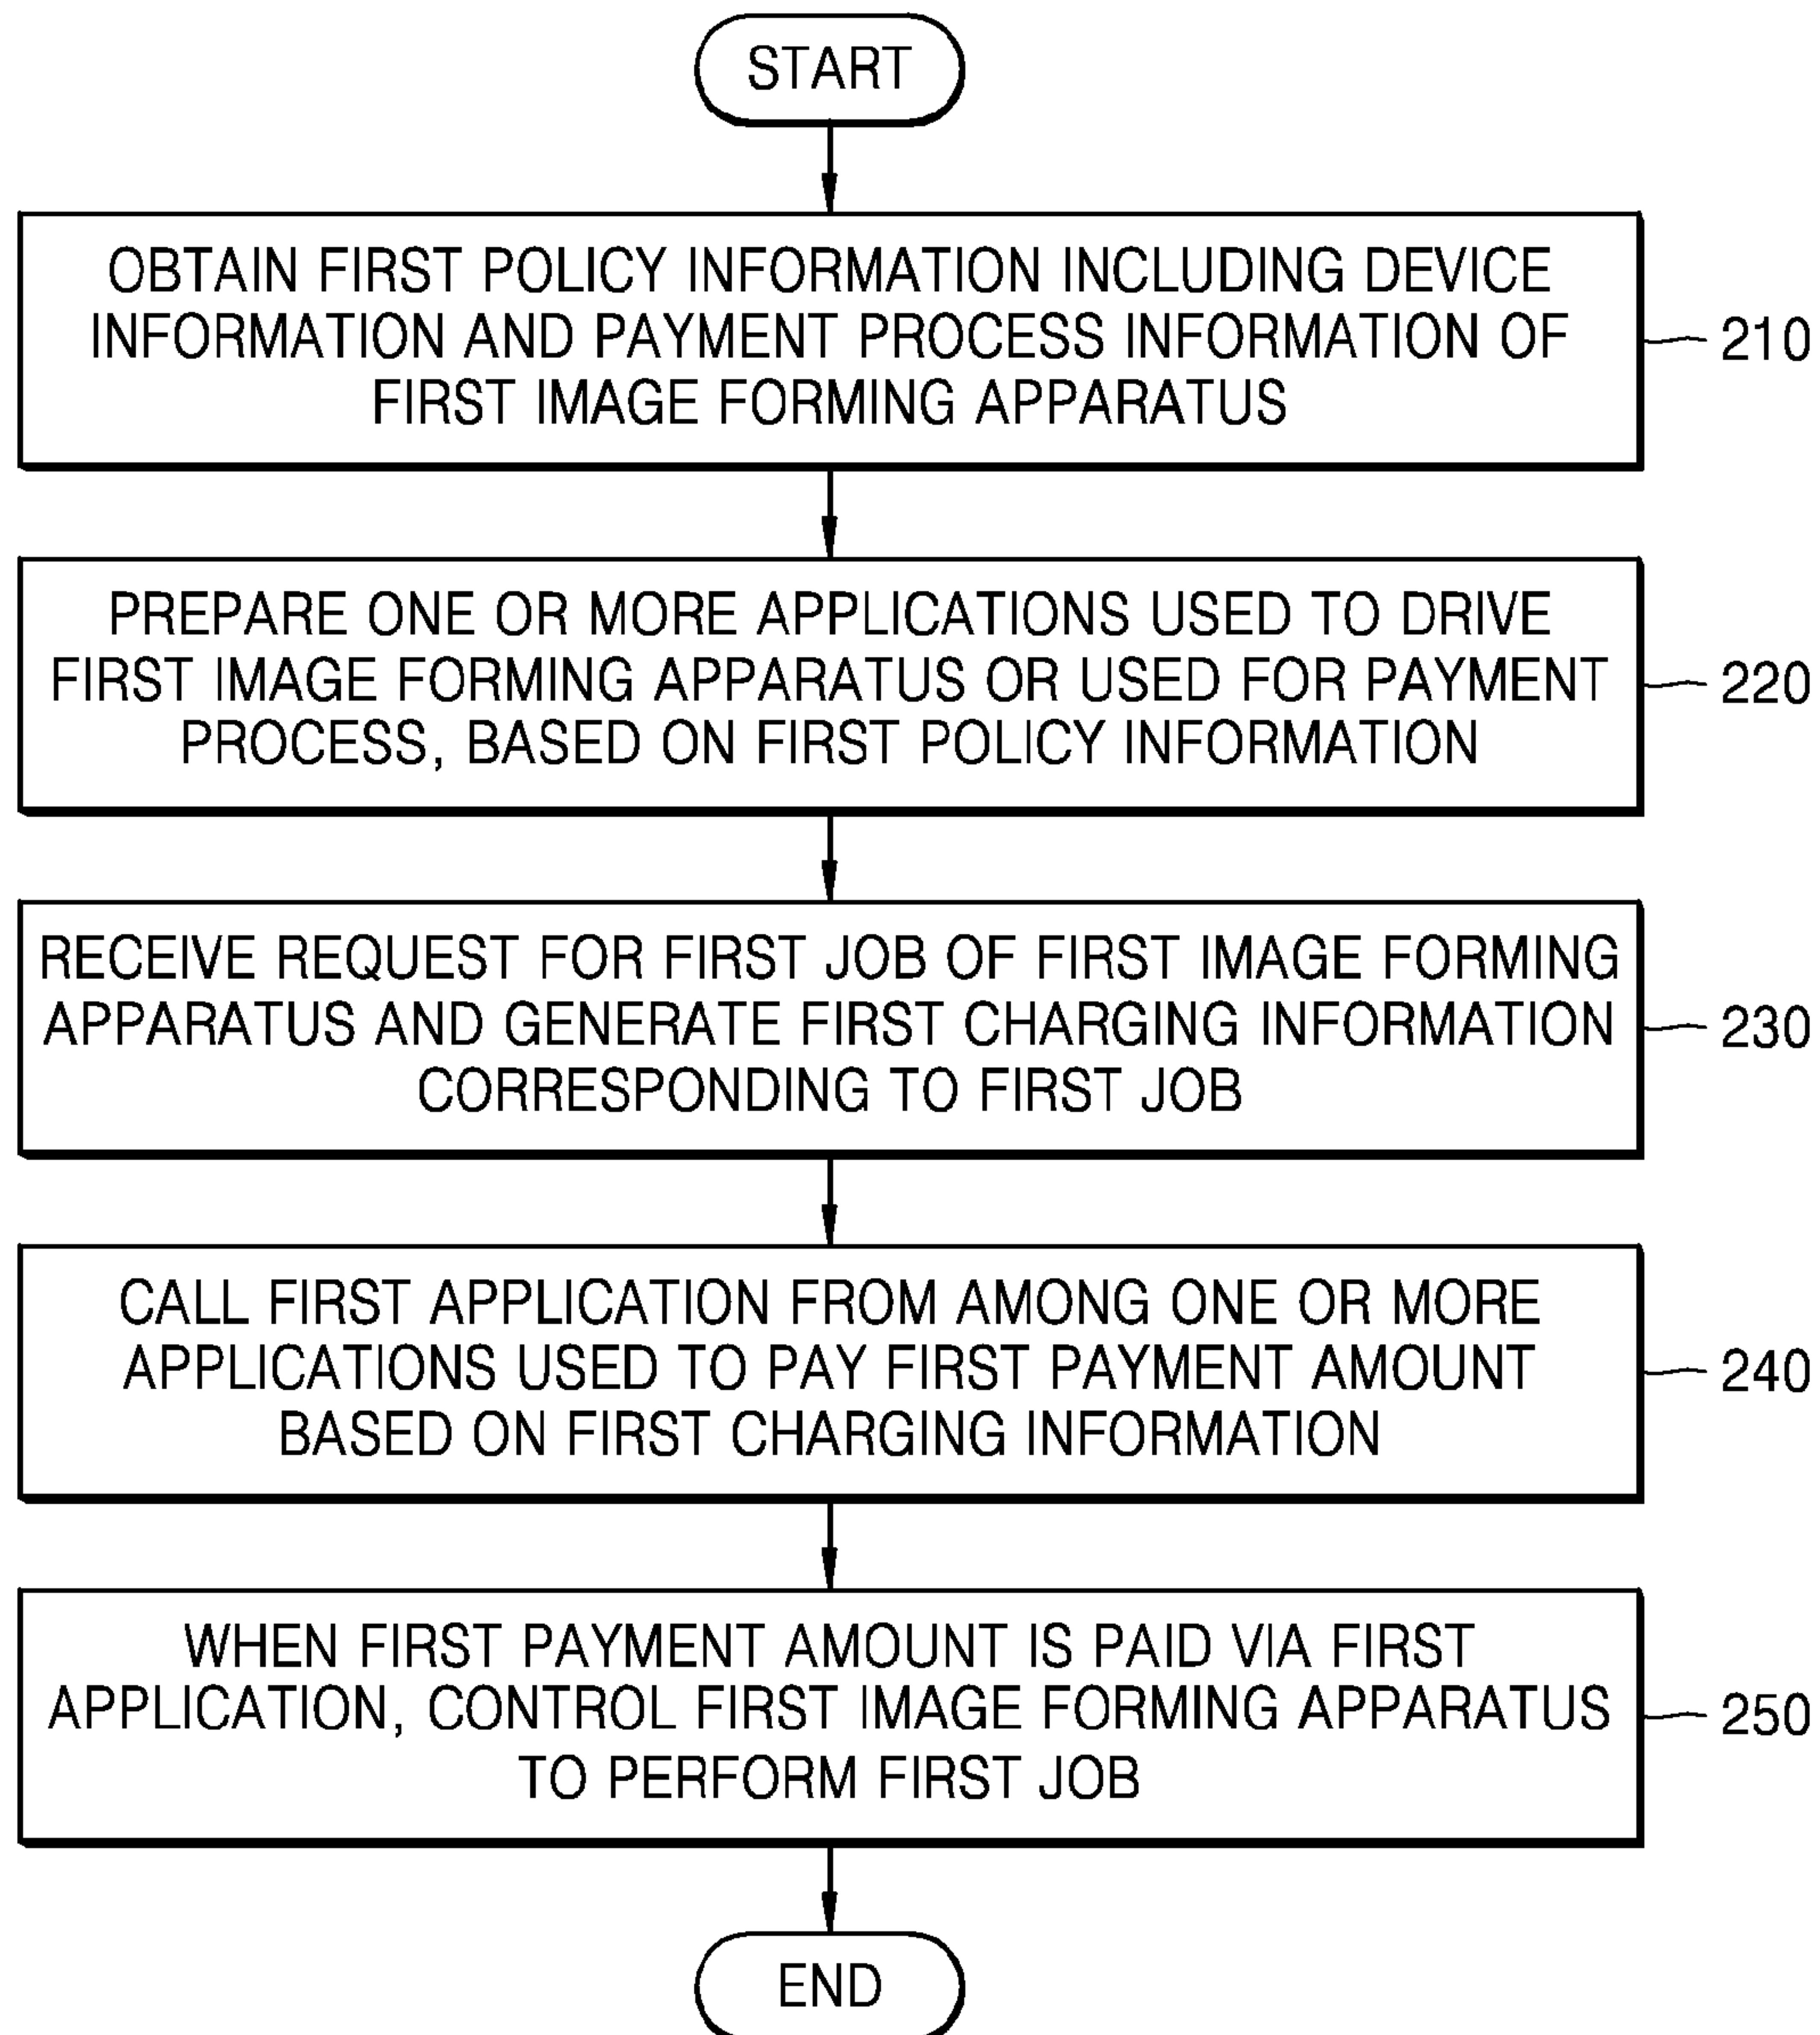 START
OBTAIN FIRST POLICY INFORMATION INCLUDING DEVICE
INFORMATION AND PAYMENT PROCESS INFORMATION OF
FIRST IMAGE FORMING APPARATUS
210
PREPARE ONE OR MORE APPLICATIONS USED TO DRIVE
FIRST IMAGE FORMING APPARATUS OR USED FOR PAYMENT
PROCESS, BASED ON FIRST POLICY INFORMATION
220
RECEIVE REQUEST FOR FIRST JOB OF FIRST IMAGE FORMING
APPARATUS AND GENERATE FIRST CHARGING INFORMATION
CORRESPONDING TO FIRST JOB
230
CALL FIRST APPLICATION FROM AMONG ONE OR MORE
APPLICATIONS USED TO PAY FIRST PAYMENT AMOUNT
BASED ON FIRST CHARGING INFORMATION
240
WHEN FIRST PAYMENT AMOUNT IS PAID VIA FIRST
APPLICATION, CONTROL FIRST IMAGE FORMING APPARATUS
TO PERFORM FIRST JOB
250
END